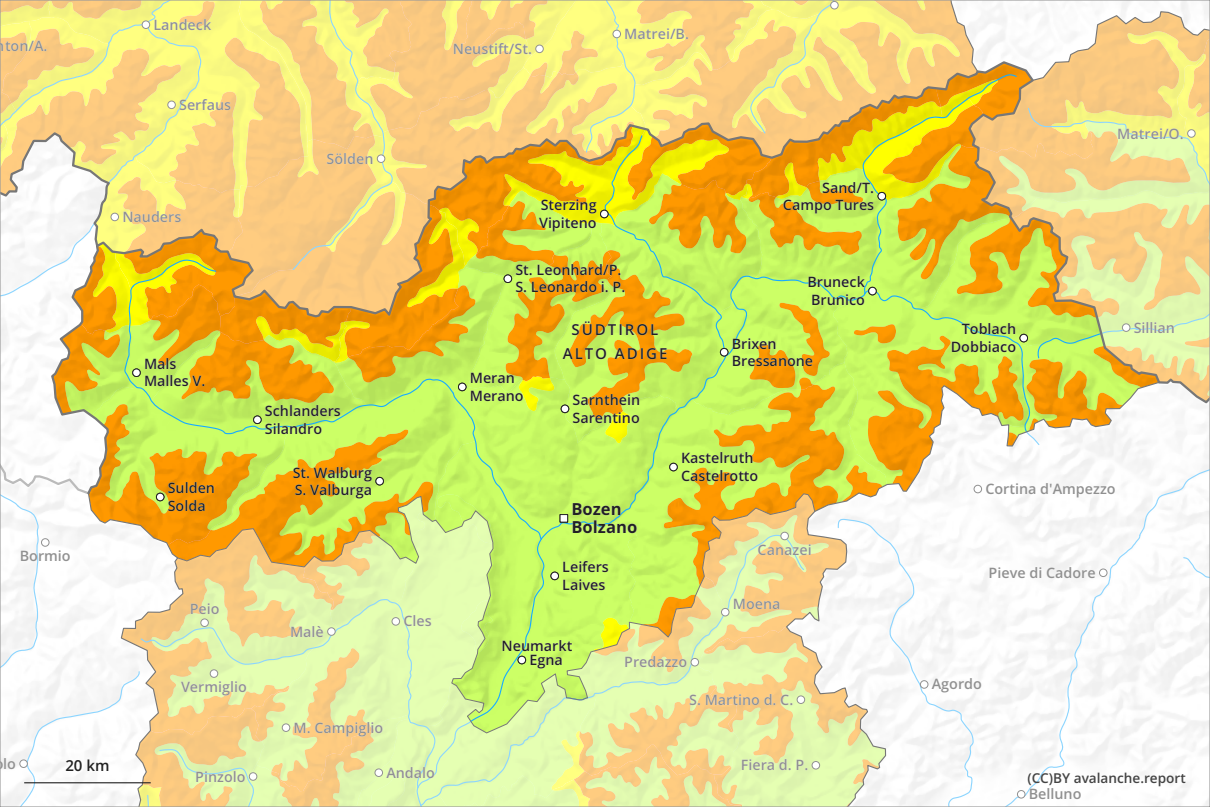 Landeck
nton/A.
Neustift/St.
Matrei/B.
Serfaus
Matrei/O.
Sölden
Sand/T.
Campo Tures
Sterzing
Vipiteno
Nauders
St. Leonhard/P.
S. Leonardo i. P.
Bruneck
Brunico
SÜDTIROL
ALTO ADIGE
Toblach
Dobbiaco
Sillian
Brixen
Bressanone
Mals
Malles V.
Meran
Merano
Schlanders
Silandro
Sarnthein
Sarentino
St. Walburg
S. Valburga
Kastelruth
Castelrotto
Sulden
Solda
Cortina d'Ampezzo
Bozen
Bolzano
Bormio
Canazei
Leifers
Laives
Pieve di Cadore
Peio
Moena
Malè
Cles
Neumarkt
Egna
Predazzo
Vermiglio
Agordo
S. Martino d. C.
M. Campiglio
olo
20 km
Pinzolo
Andalo
Fiera d. P.
(CC)BY avalanche.report
Belluno